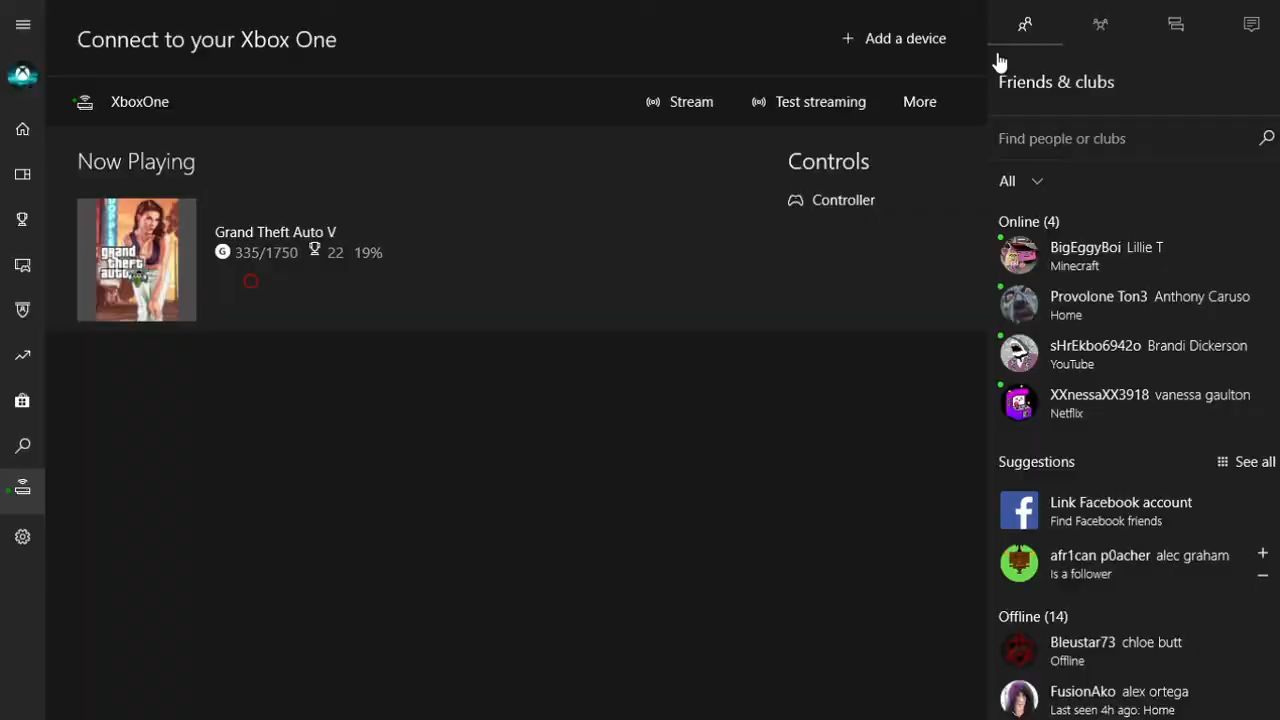 Connect to your Xbox One
+ Add a device
XboxOne
Stream
Test streaming
More
Now Playing
Controls
Controller
grand
theft
auto
Grand Theft Auto V
G 335/1750 22 19%
Friends & clubs
Find people or clubs
All
Online (4)
BigEggyBoi Lillie T
Minecraft
Provolone Ton3 Anthony Caruso
Home
sHrEkbo6942o Brandi Dickerson
YouTube
XXnessaXX3918 vanessa gaulton
Netflix
Suggestions
See all
Link Facebook account
Find Facebook friends
afr1can p0acher alec graham
Is a follower
Offline (14)
Bleustar73 chloe butt
Offline
FusionAko alex ortega
Last seen 4h ago: Home